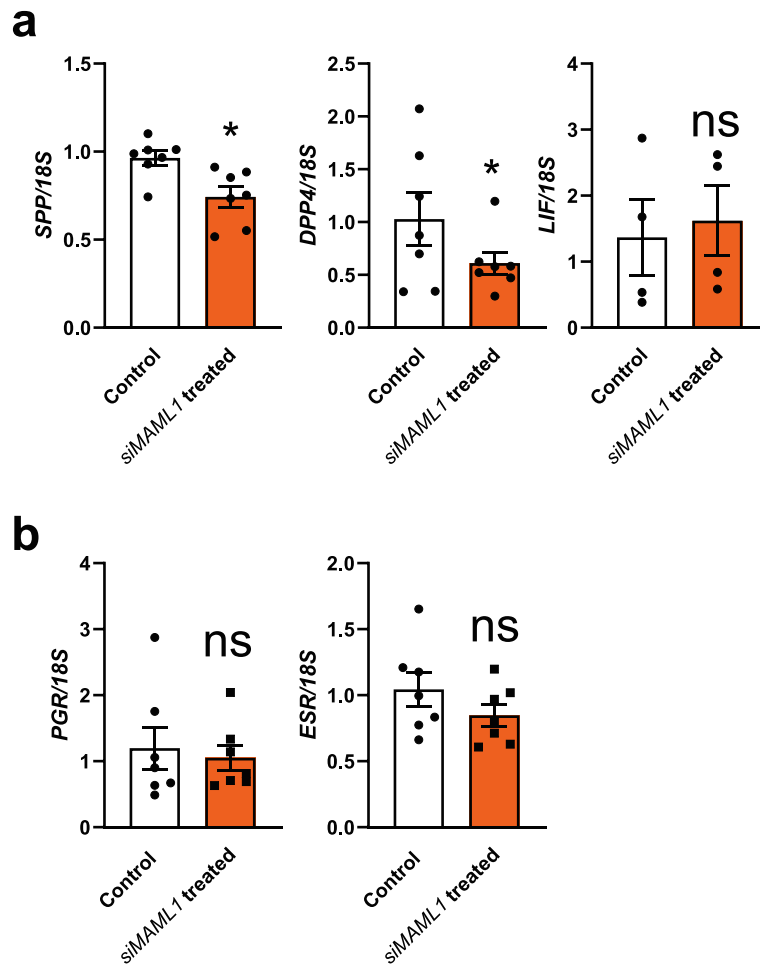 a
SPP/18S
1.5
1.0
0.5
0.0
*
Control
siMAML1 treated
DPP4/18S
2.5
2.0
1.5
1.0
0.5
0.0
*
Control
siMAML1 treated
LIF/18S
4
3
2
1
0
ns
Control
siMAML1 treated
b
PGR/18S
4
3
2
1
0
ns
Control
siMAML1 treated
ESR/18S
2.0
1.5
1.0
0.5
0.0
ns
Control
siMAML1 treated